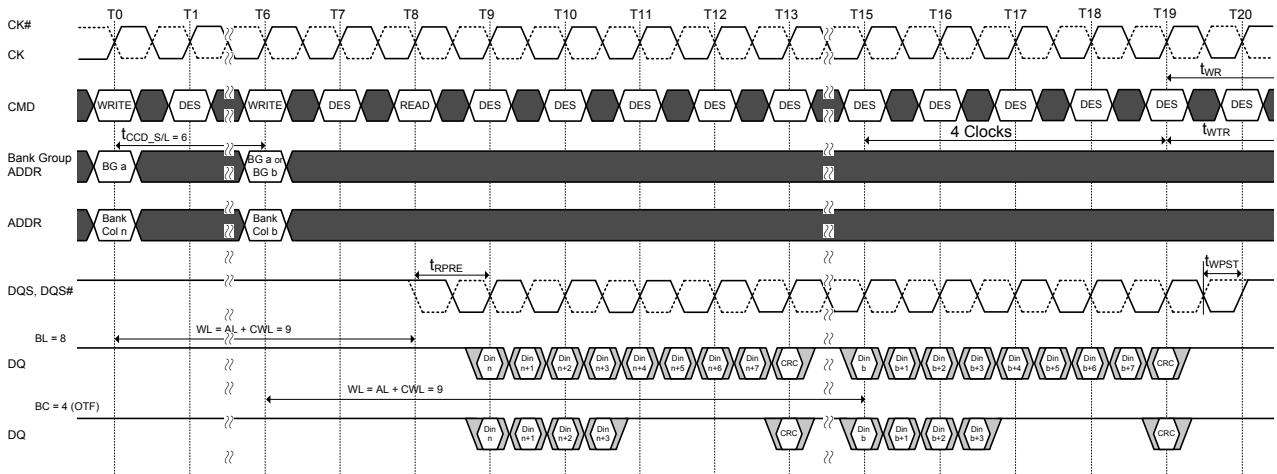 T0 T1 T6 T7 T8 T9 T10 T11 T12 T13 T15 T16 T17 T18 T19 T20
CK#
CK
tWR
CMD WRITE DES WRITE DES READ DES DES DES DES DES DES DES DES DES DES DES
tCCD_S/L = 6
4 Clocks
tWTR
Bank Group
ADDR
BG a
BG a or
BG b
ADDR
Bank
Col n
Bank
Col b
tRPRE
tWPST
DQS, DQS#
WL = AL + CWL = 9
BL = 8
DQ
Din
n
Din
n+1
Din
n+2
Din
n+3
Din
n+4
Din
n+5
Din
n+6
Din
n+7
CRC
Din
b
Din
b+1
Din
b+2
Din
b+3
Din
b+4
Din
b+5
Din
b+6
Din
b+7
CRC
WL = AL + CWL = 9
BC = 4 (OTF)
DQ
Din
n
Din
n+1
Din
n+2
Din
n+3
CRC
Din
b
Din
b+1
Din
b+2
Din
b+3
CRC